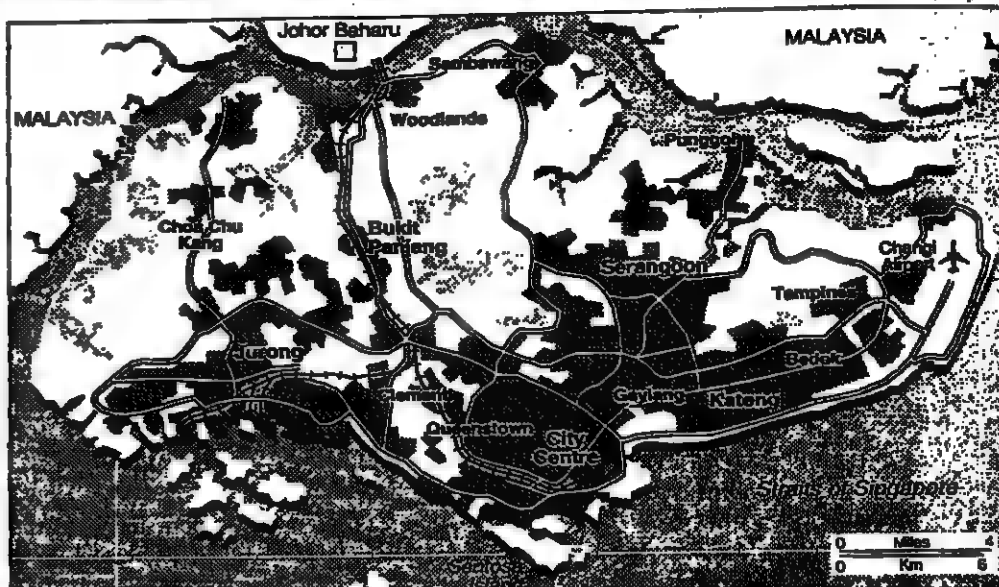 Johor Baharu
MALAYSIA
Sembawang
MALAYSIA
Woodlands
Punggol
Choa Chu
Kang
Bukit
Panjang
Changi
Airport
Serangoon
Tampines
Jurong
Bedok
Clementi
Geylang
Katong
Queenstown
City
Centre
Straits of Singapore
0 Miles 4
0 Km 6
Sentosa